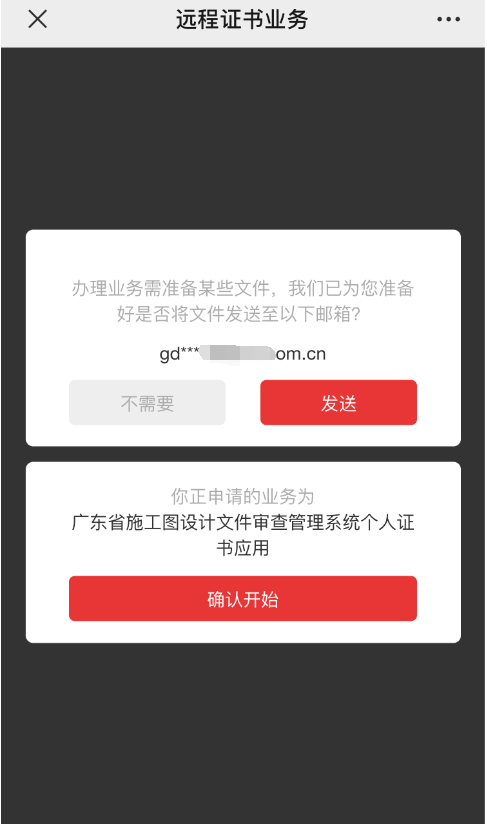 远程证书业务
办理业务需准备某些文件，我们已为您准备
好是否将文件发送至以下邮箱？
gd***om.cn
不需要
发送
你正申请的业务为
广东省施工图设计文件审查管理系统个人证
书应用
确认开始